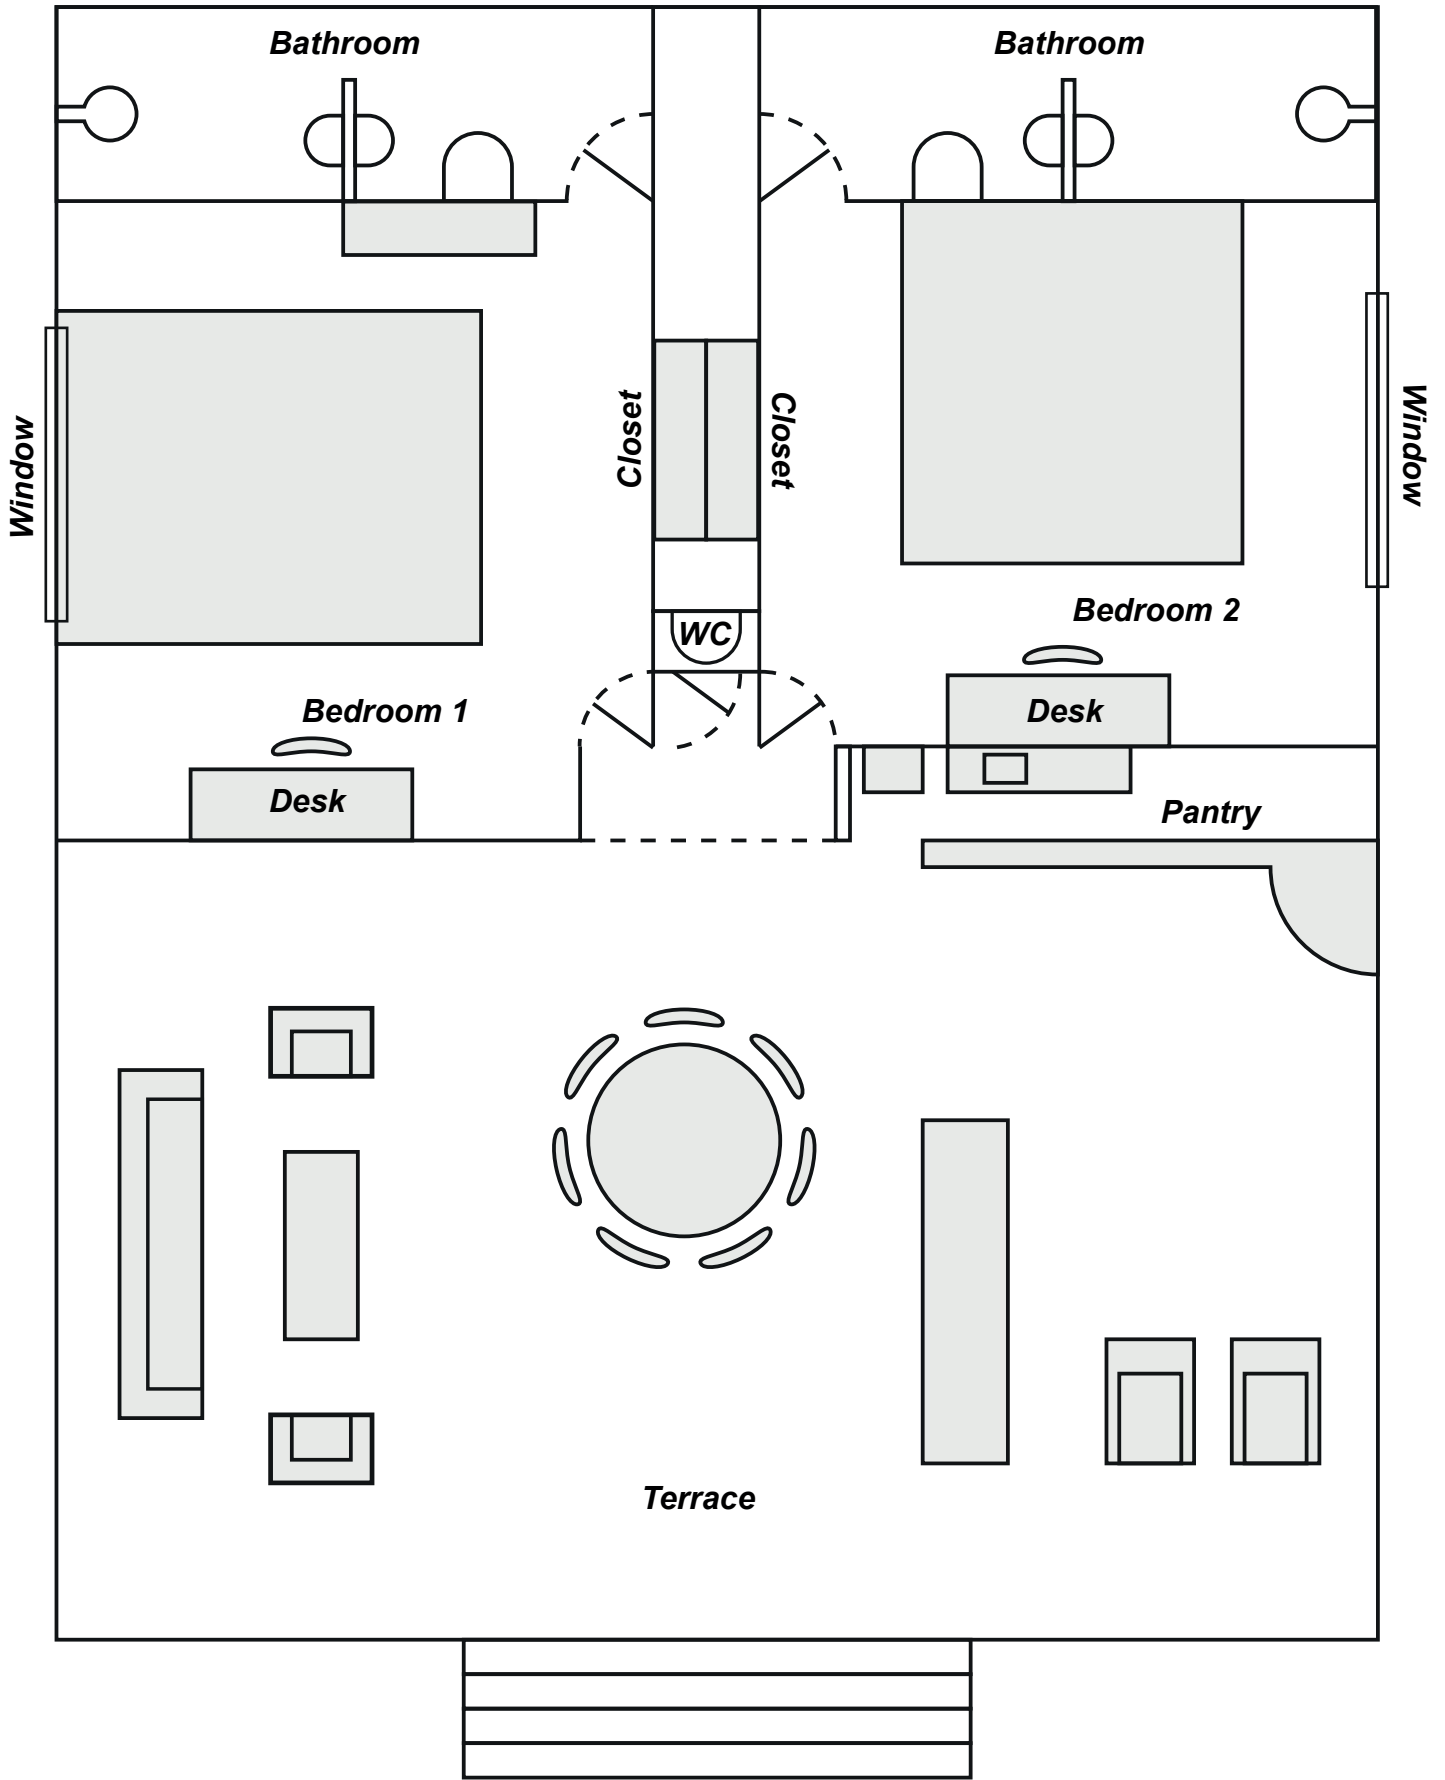 Bathroom
Bathroom
Window
Closet
Closet
Window
WC
Bedroom 2
Bedroom 1
Desk
Desk
Pantry
Terrace